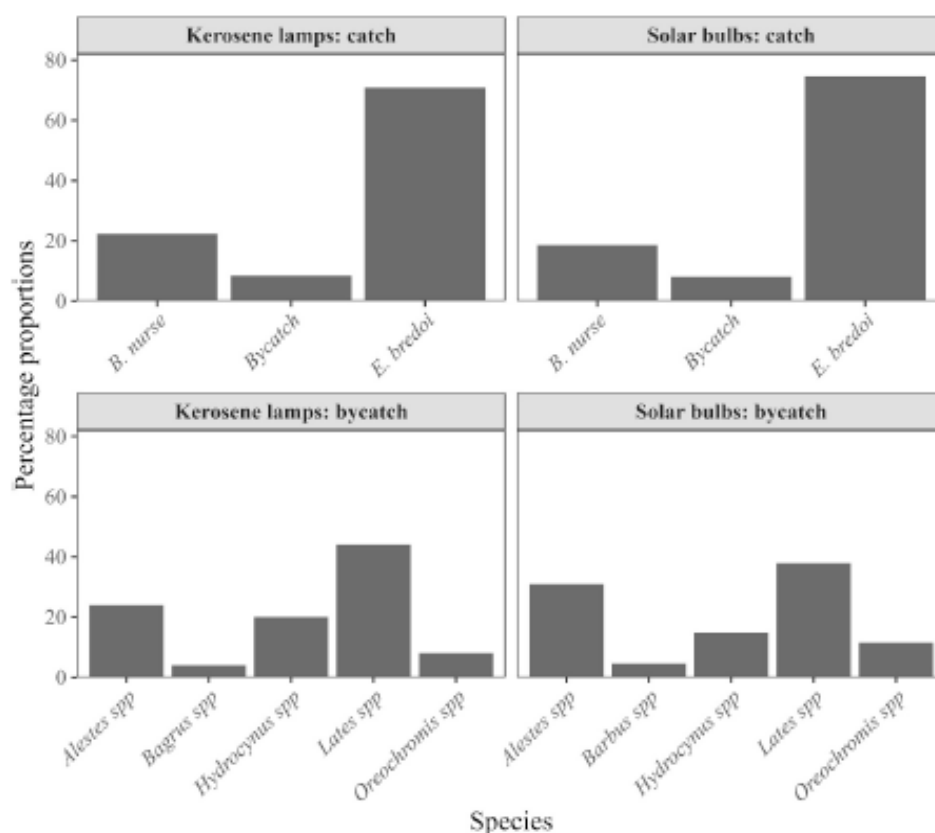 Kerosene lamps: catch
Solar bulbs: catch
80
60
40
20
0
B. nurse
Bycatch
E. bredoi
B. nurse
Bycatch
E. bredoi
Percentage proportions
Kerosene lamps: bycatch
Solar bulbs: bycatch
80
60
40
20
0
Alestes spp
Bagrus spp
Hydrocynus spp
Lates spp
Oreochromis spp
Alestes spp
Barbus spp
Hydrocynus spp
Lates spp
Oreochromis spp
Species